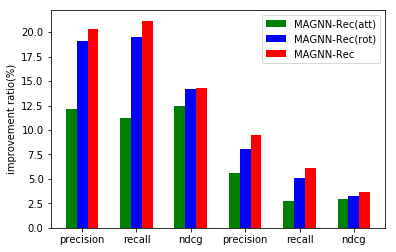 MAGNN-Rec(att)
MAGNN-Rec(rot)
MAGNN-Rec
improvement ratio(%)
20.0
17.5
15.0
12.5
10.0
7.5
5.0
2.5
0.0
precision recall ndcg precision recall ndcg